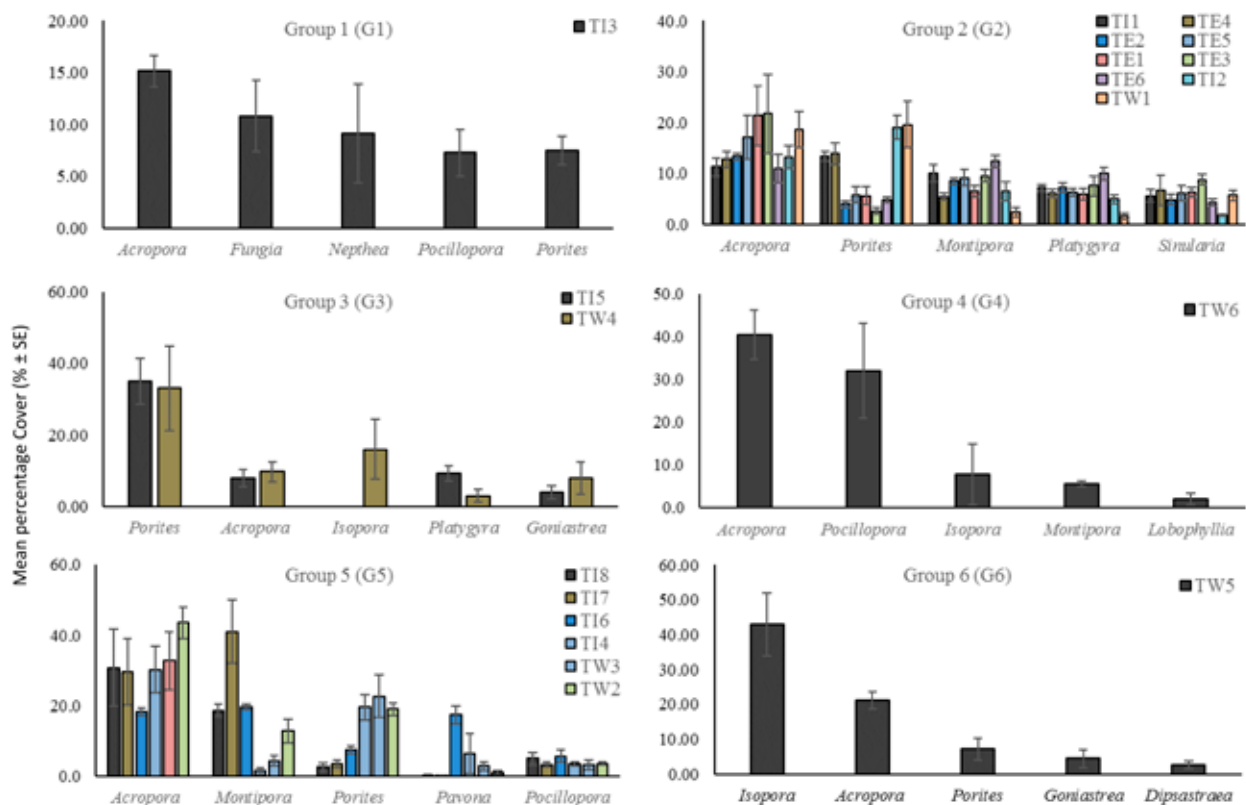 Mean percentage Cover (% ± SE)
Group 1 (G1)
TI3
20.00
15.00
10.00
5.00
0.00
Acropora Fungia Nepthea Pocillopora Porites
Group 2 (G2)
TI1 TE4
TE2 TE5
TE1 TE3
TE6 TI2
TW1
40.0
30.0
20.0
10.0
0.0
Acropora Porites Montipora Platygyra Sinularia
Group 3 (G3)
TI5
TW4
60.00
40.00
20.00
0.00
Porites Acropora Isopora Platygyra Goniastrea
Group 4 (G4)
TW6
50.0
40.0
30.0
20.0
10.0
0.0
Acropora Pocillopora Isopora Montipora Lobophyllia
Group 5 (G5)
TI8
TI7
TI6
TI4
TW3
TW2
60.0
40.0
20.0
0.0
Acropora Montipora Porites Pavona Pocillopora
Group 6 (G6)
TW5
60.00
50.00
40.00
30.00
20.00
10.00
0.00
Isopora Acropora Porites Goniastrea Dipsastraea